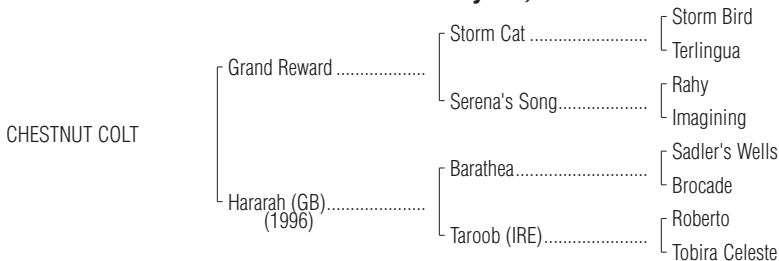 Storm Bird
Storm Cat ........................
Terlingua
Grand Reward ...................
Rahy
Serena's Song...................
Imagining
CHESTNUT COLT
Sadler's Wells
Barathea............................
Brocade
Hararah (GB).....................
(1996)
Roberto
Taroob (IRE)......................
Tobira Celeste